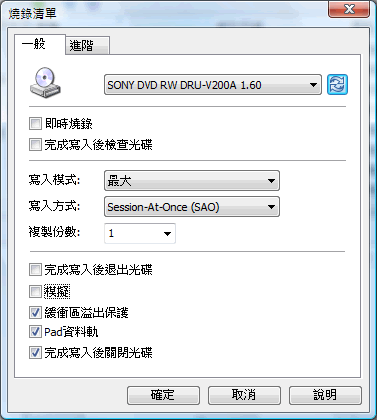 燒錄清單
一般
進階
SONY DVD RW DRU-V200A 1.60
即時燒錄
完成寫入後檢查光碟
寫入模式: 最大
寫入方式: Session-At-Once (SAO)
複製份數: 1
完成寫入後退出光碟
模擬
緩衝區溢出保護
Pad資料軌
完成寫入後關閉光碟
確定 取消 說明